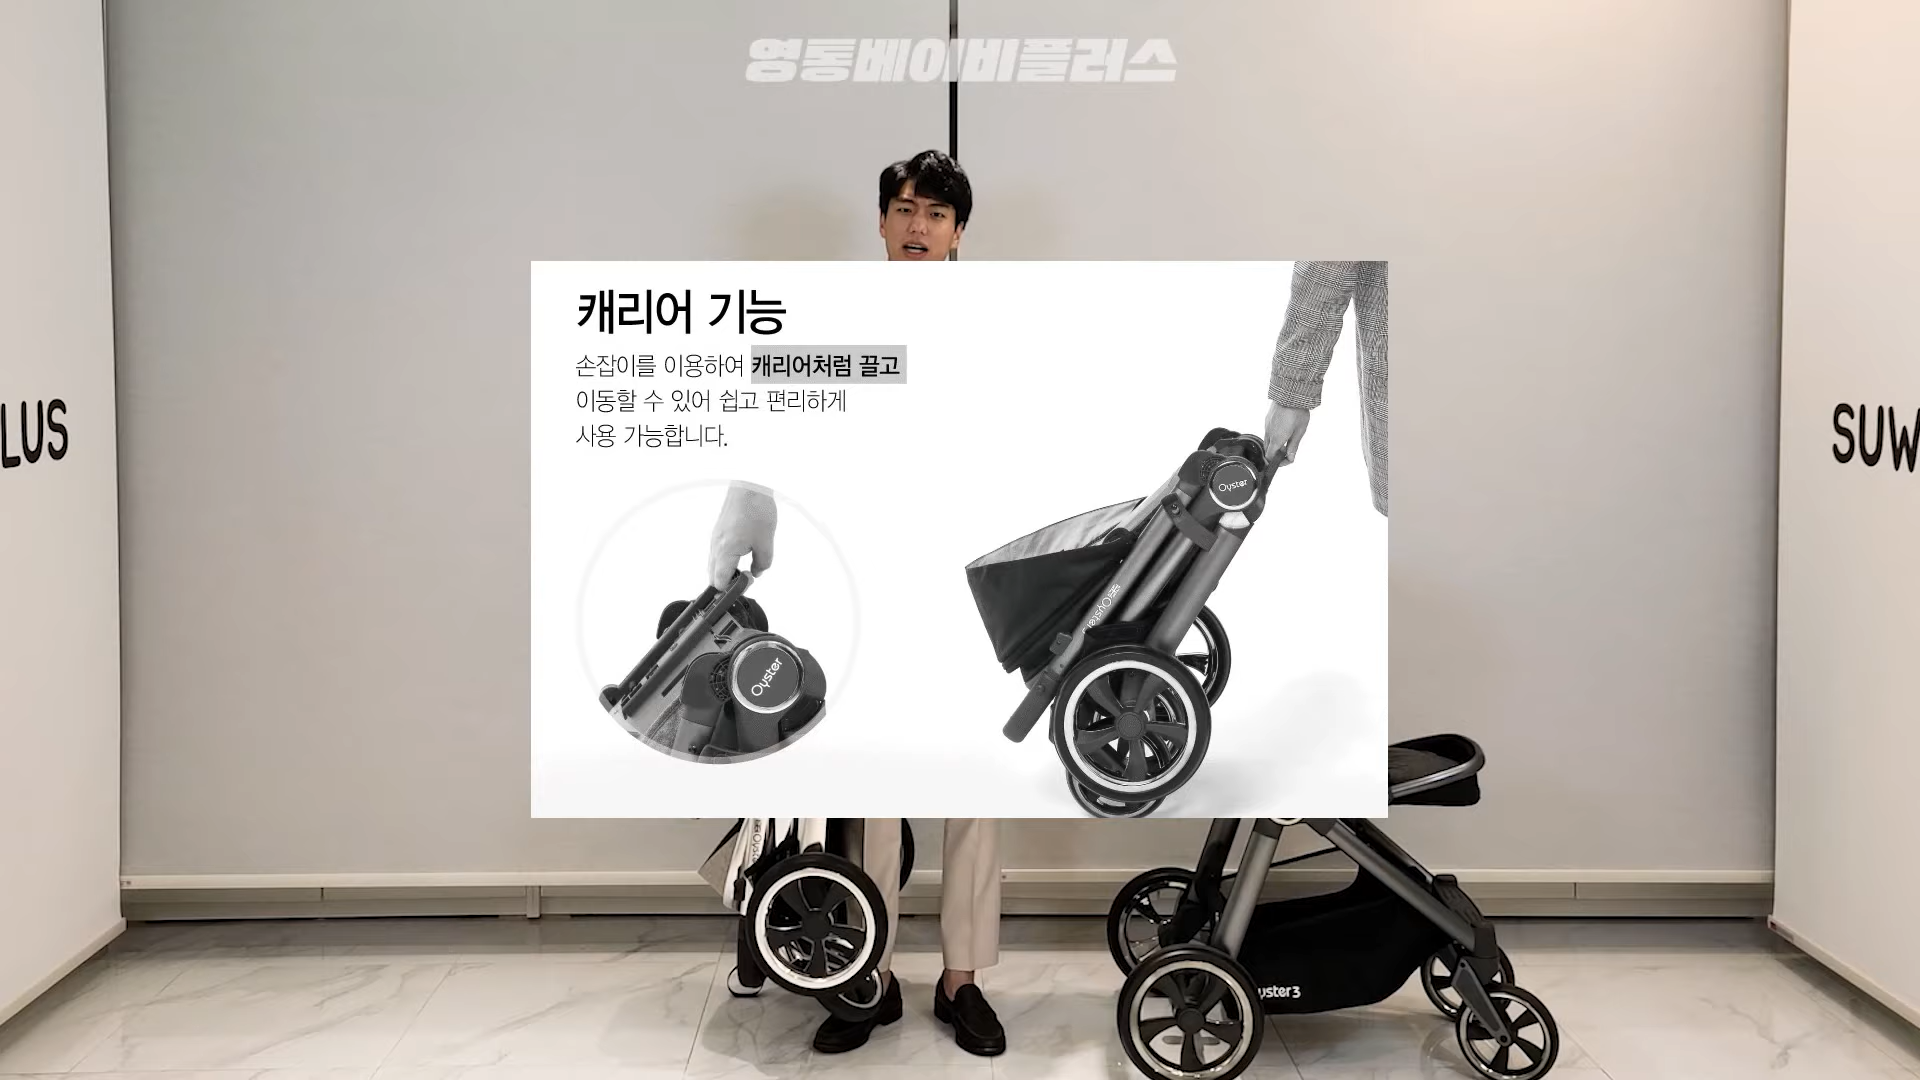 영통베이비플러스
캐리어 기능
손잡이를 이용하여 캐리어처럼 끌고
이동할 수 있어 쉽고 편리하게
사용 가능합니다.
Oyster
Oyster
LUS
SUW
yster3